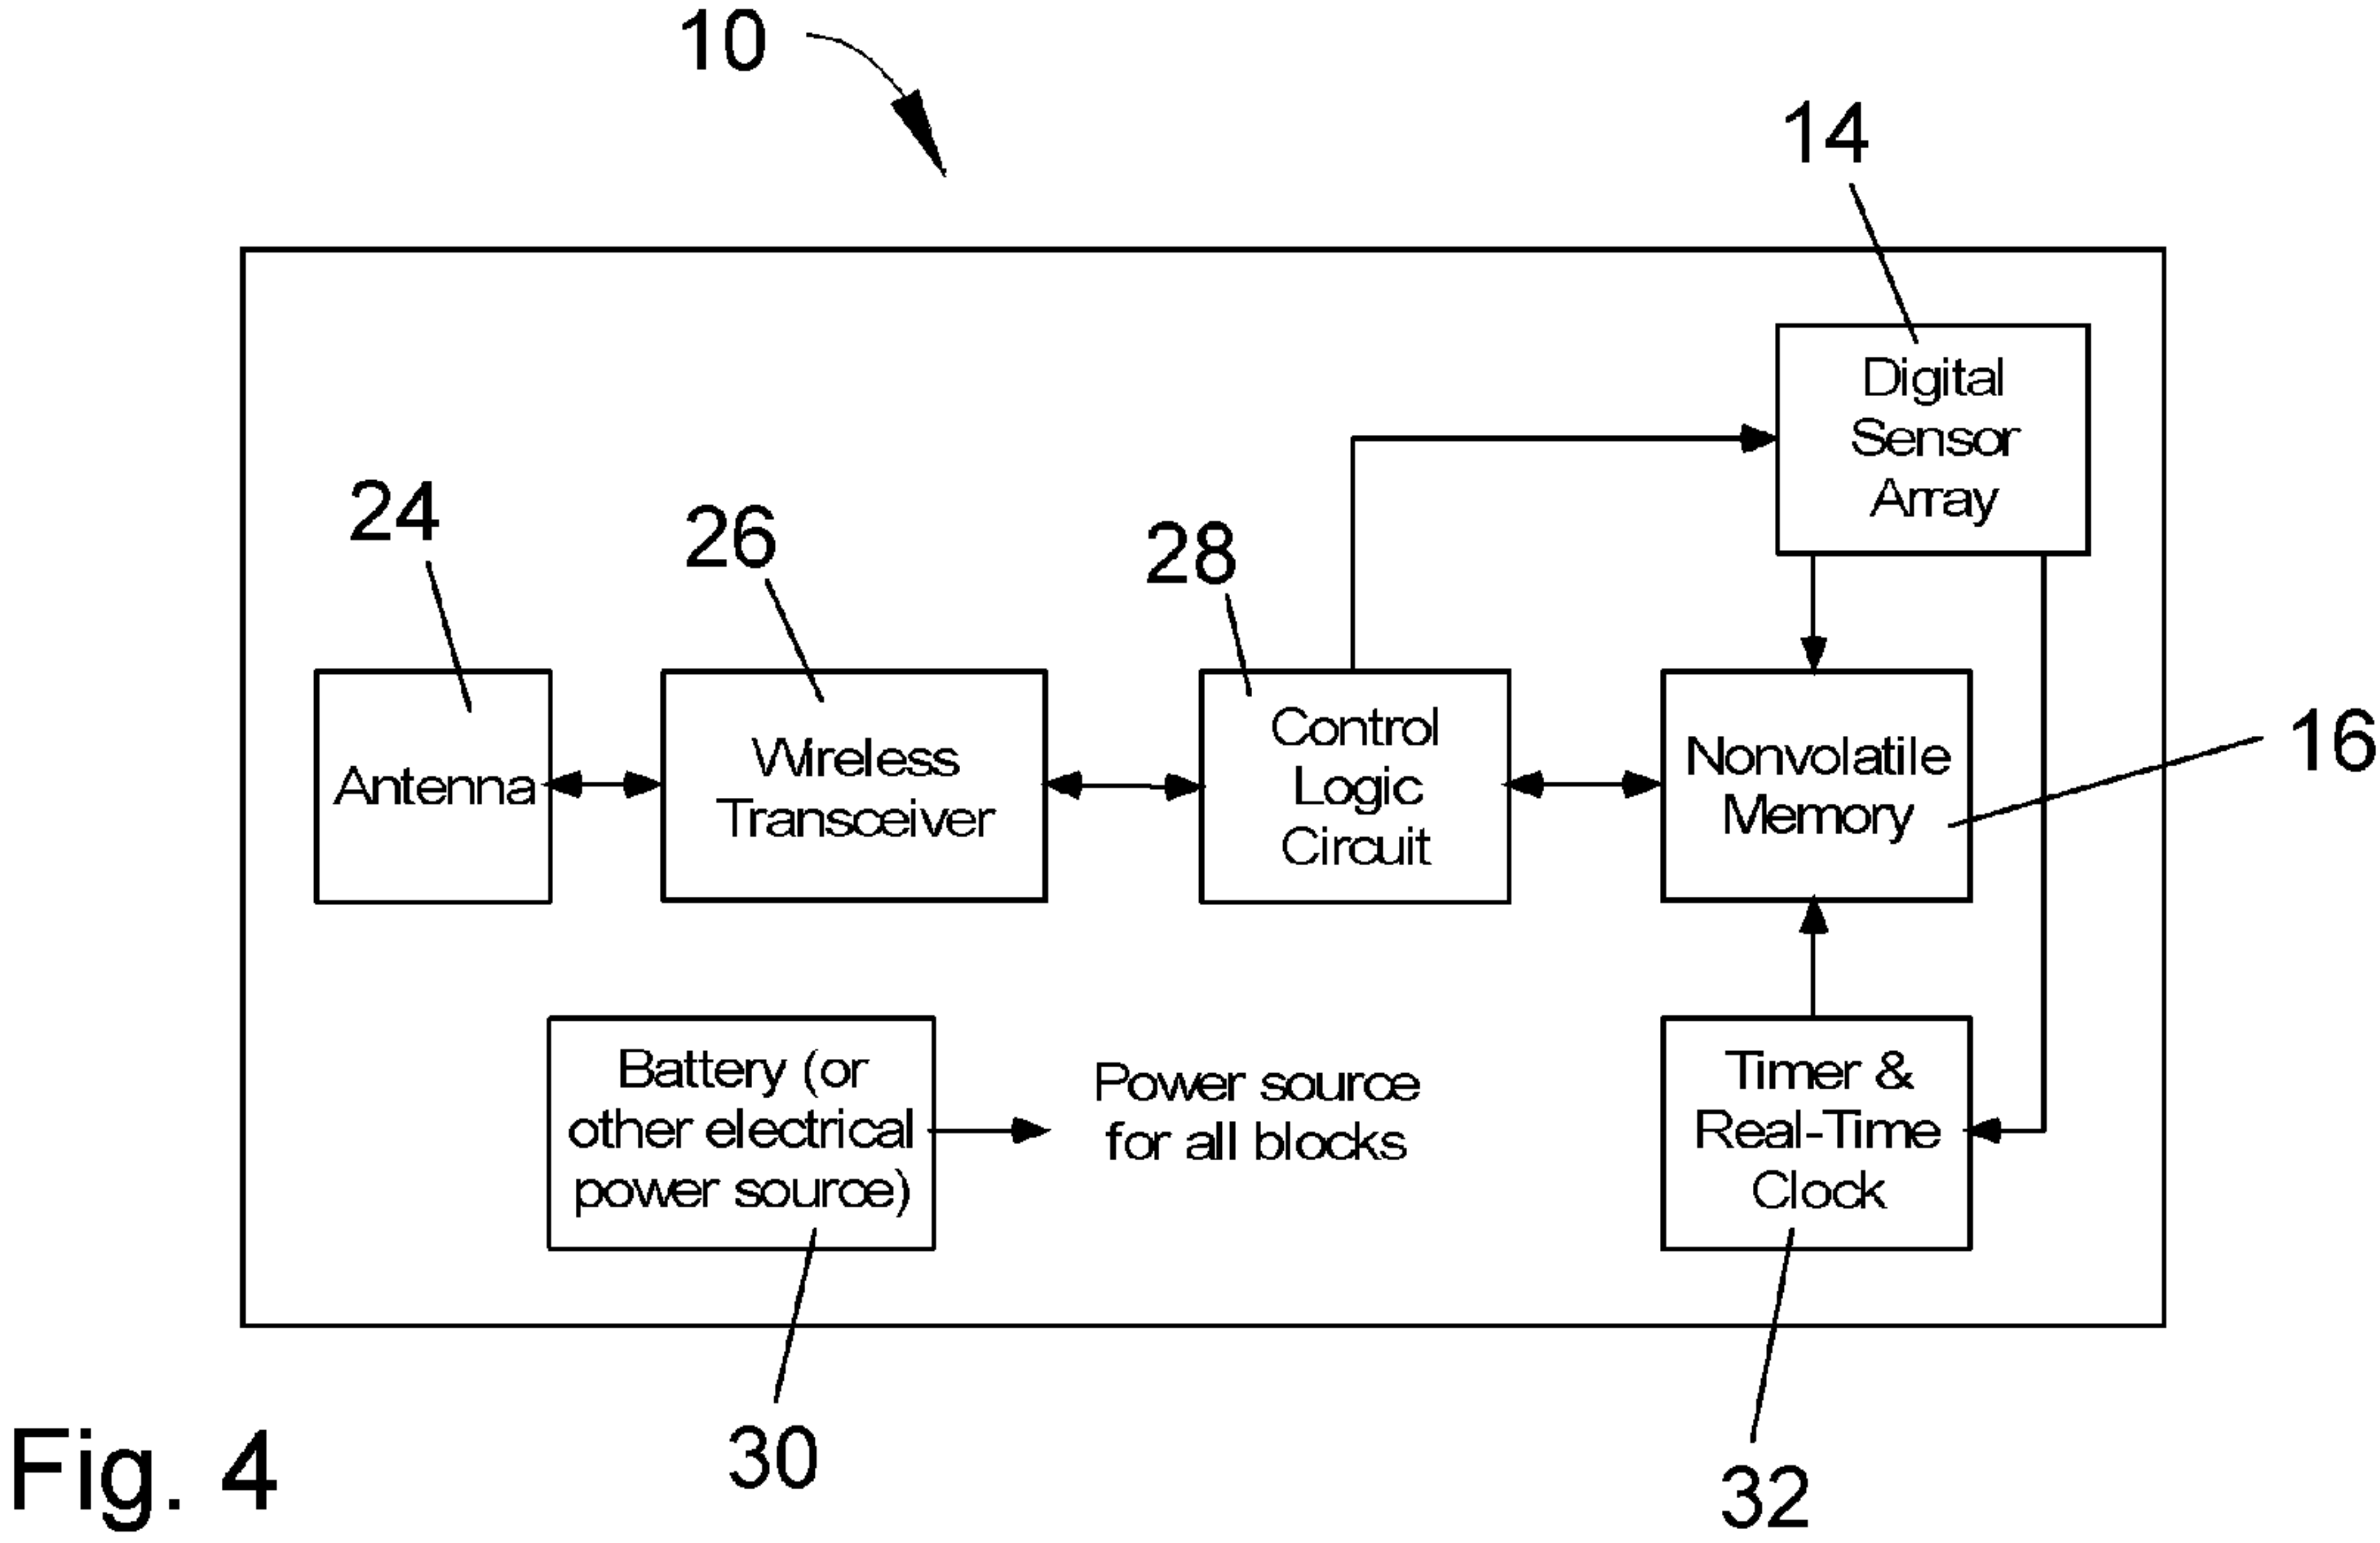 10
14
Digital
Sensor
Array
24
26
28
Antenna
Wireless
Transceiver
Control
Logic
Circuit
Nonvolatile
Memory
16
Battery (or
other electrical
power source)
Power source
for all blocks
Timer &
Real-Time
Clock
30
32
Fig. 4